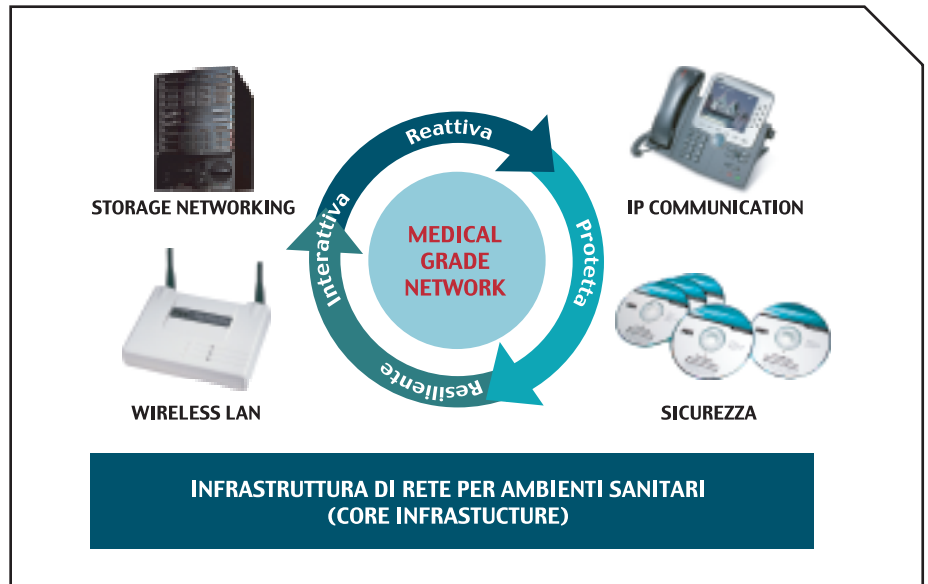 STORAGE NETWORKING
IP COMMUNICATION
Reattiva
Protetta
Resiliente
Interattiva
MEDICAL
GRADE
NETWORK
WIRELESS LAN
SICUREZZA
INFRASTRUTTURA DI RETE PER AMBIENTI SANITARI
(CORE INFRASTUCTURE)